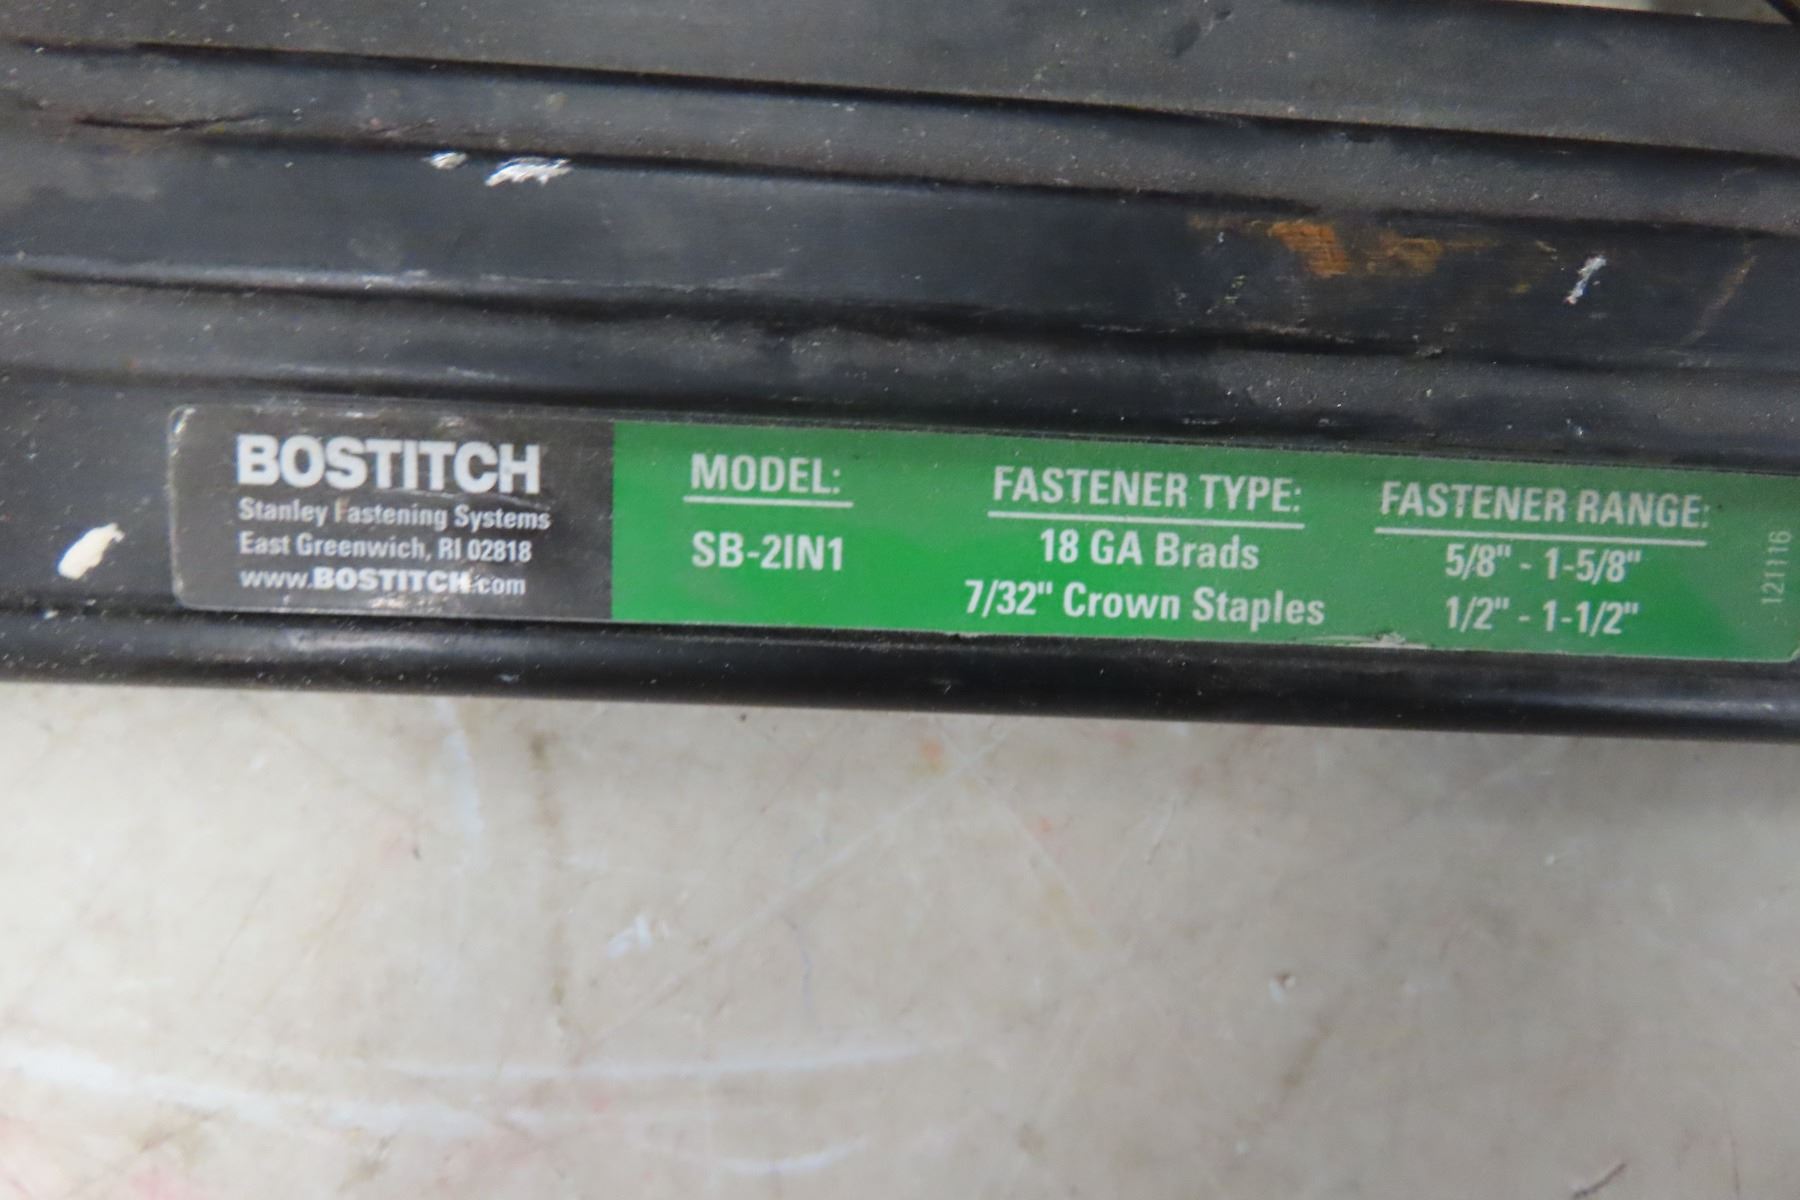 BOSTITCH
Stanley Fastening Systems
East Greenwich, RI 02818
www.BOSTITCH.com
MODEL:
SB-2IN1
FASTENER TYPE:
18 GA Brads
7/32" Crown Staples
FASTENER RANGE:
5/8" - 1-5/8"
1/2" - 1-1/2"
121116